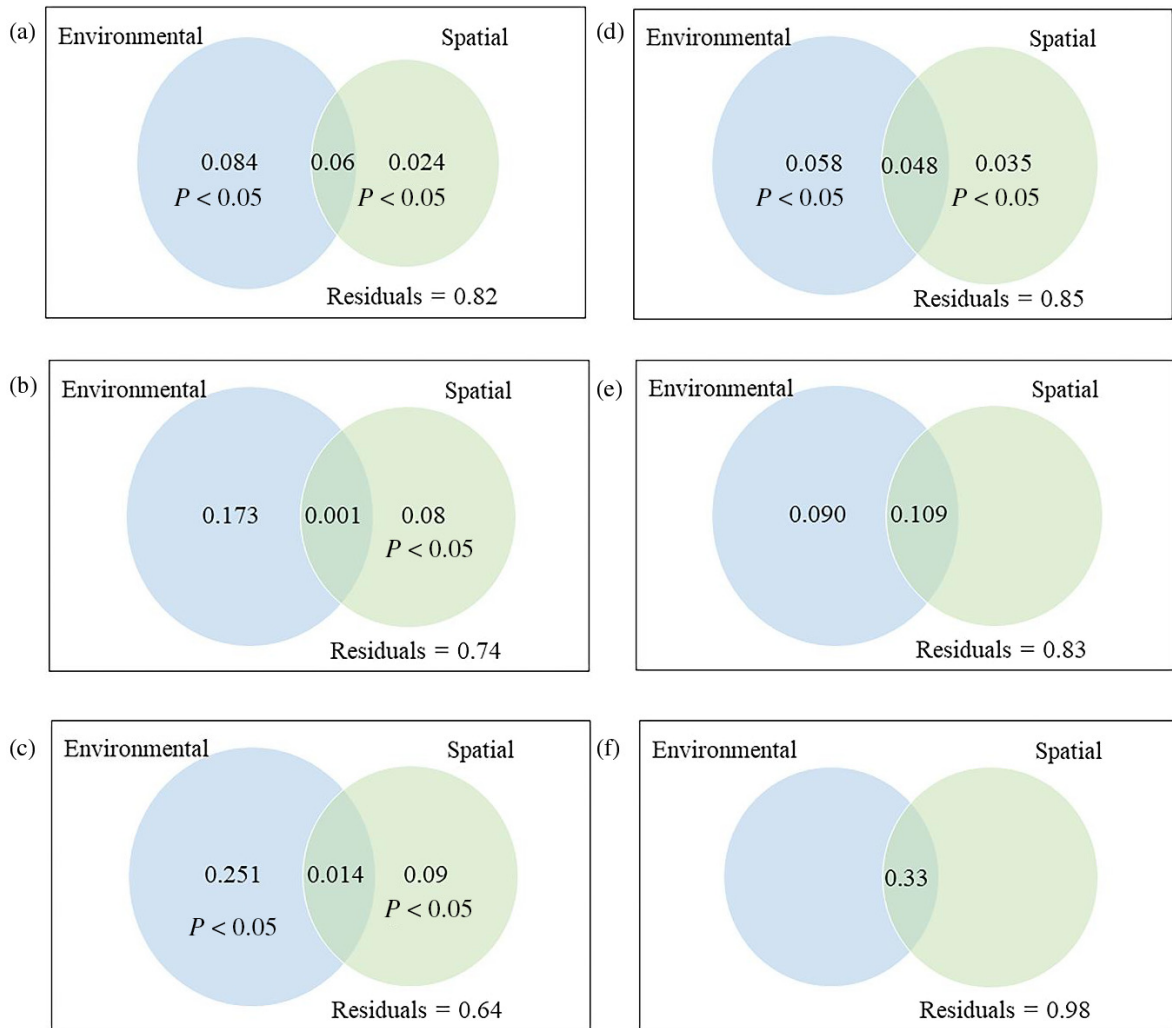 (a)
Environmental
Spatial
0.084
0.06
0.024
P < 0.05
P < 0.05
Residuals = 0.82
(b)
Environmental
Spatial
0.173
0.001
0.08
P < 0.05
Residuals = 0.74
(c)
Environmental
Spatial
0.251
0.014
0.09
P < 0.05
P < 0.05
Residuals = 0.64
(d)
Environmental
Spatial
0.058
0.048
0.035
P < 0.05
P < 0.05
Residuals = 0.85
(e)
Environmental
Spatial
0.090
0.109
Residuals = 0.83
(f)
Environmental
Spatial
0.33
Residuals = 0.98